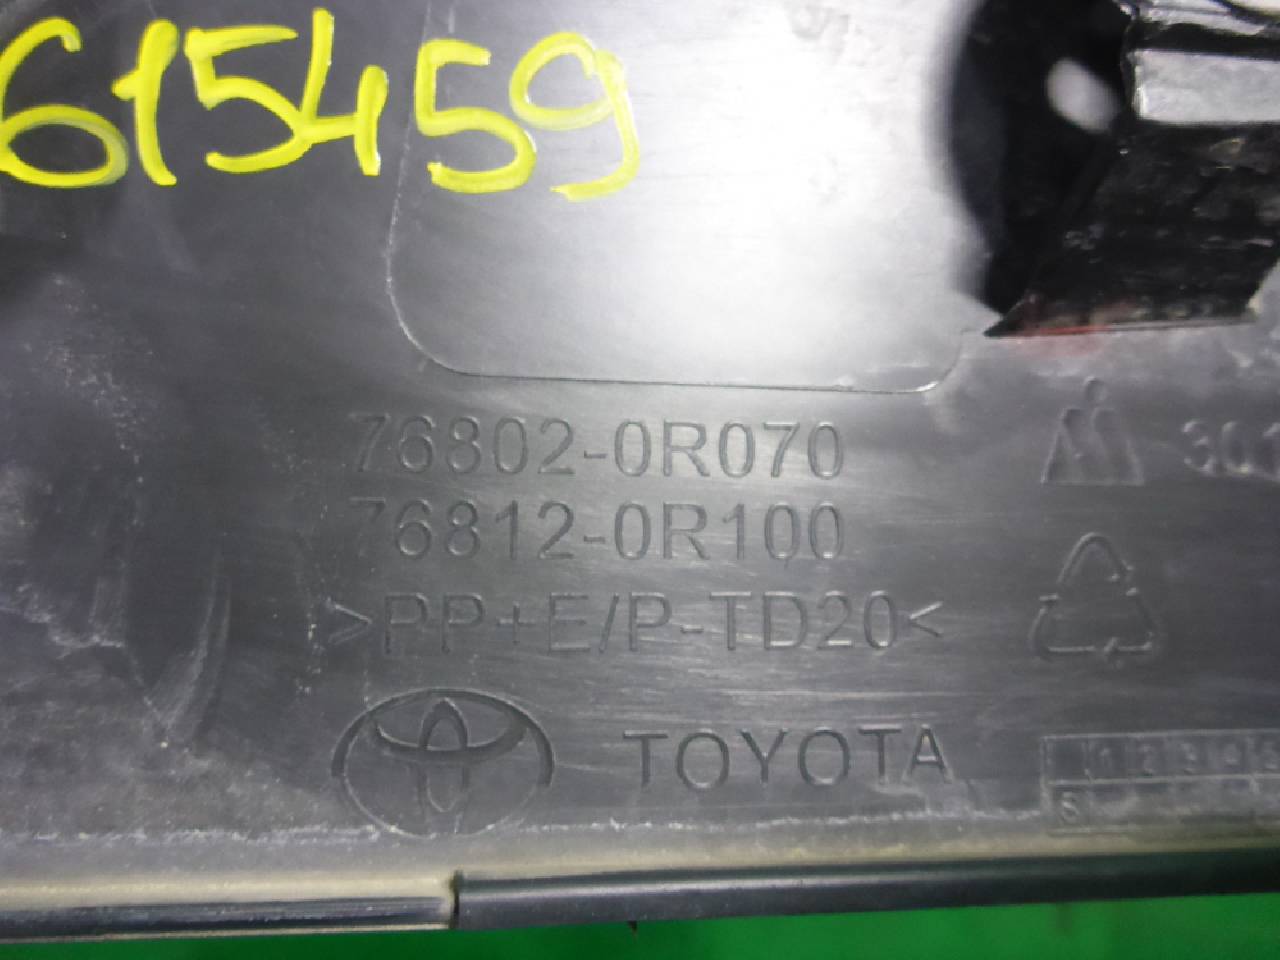 615459
76802-0R070
76812-0R100
>PP+E/P-TD20<
TOYOTA